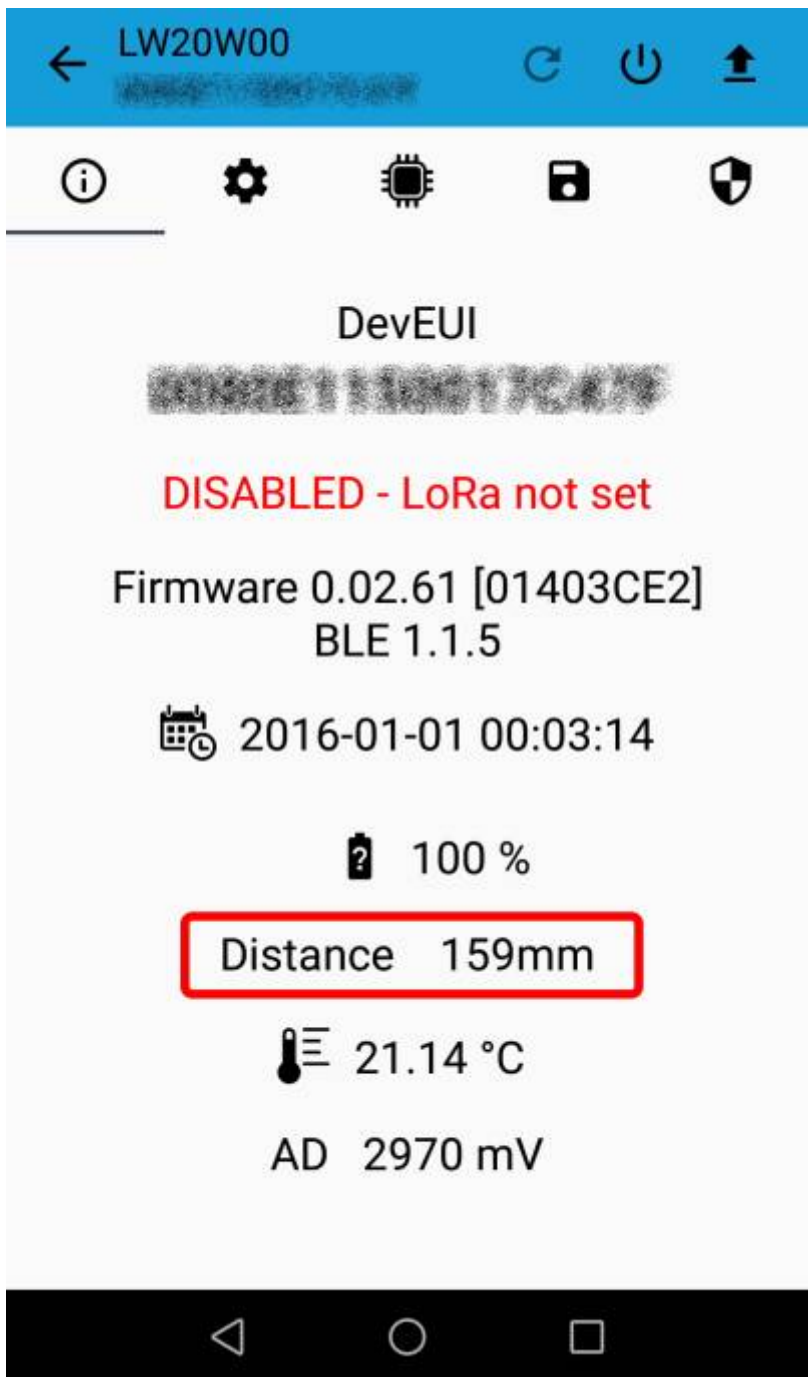 LW20W00
DevEUI
DISABLED - LoRa not set
Firmware 0.02.61 [01403CE2]
BLE 1.1.5
2016-01-01 00:03:14
100 %
Distance 159mm
21.14 °C
AD 2970 mV